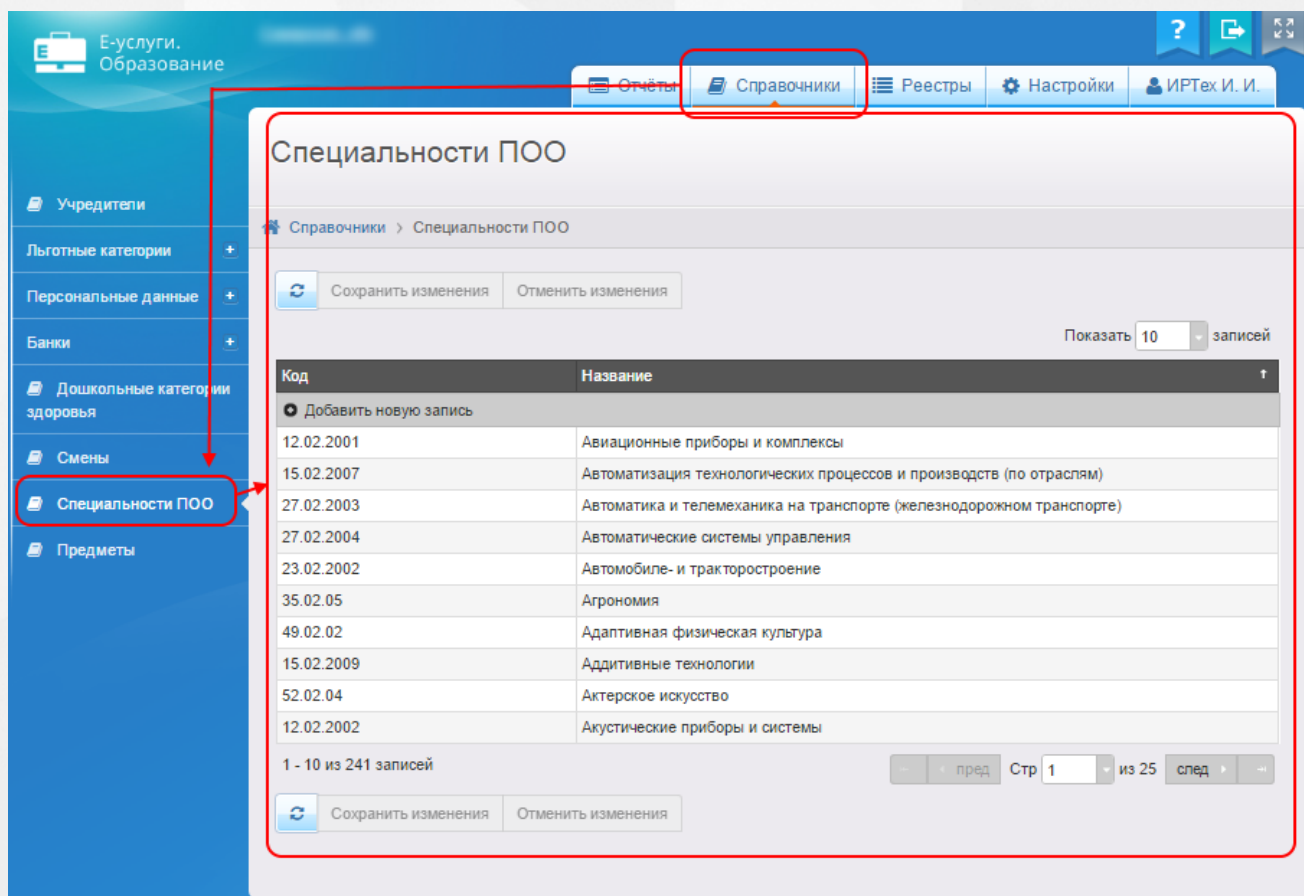 Е-услуги.
Образование
?
Отчёты
Справочники
Реестры
Настройки
ИРТех И. И.
Учредители
Льготные категории
Персональные данные
Банки
Дошкольные категории
здоровья
Смены
Специальности ПОО
Предметы
Специальности ПОО
Справочники > Специальности ПОО
Сохранить изменения Отменить изменения
Показать 10 записей
Код Название
Добавить новую запись
12.02.2001 Авиационные приборы и комплексы
15.02.2007 Автоматизация технологических процессов и производств (по отраслям)
27.02.2003 Автоматика и телемеханика на транспорте (железнодорожном транспорте)
27.02.2004 Автоматические системы управления
23.02.2002 Автомобиле- и тракторостроение
35.02.05 Агрономия
49.02.02 Адаптивная физическая культура
15.02.2009 Аддитивные технологии
52.02.04 Актерское искусство
12.02.2002 Акустические приборы и системы
1 - 10 из 241 записей пред Стр 1 из 25 след
Сохранить изменения Отменить изменения